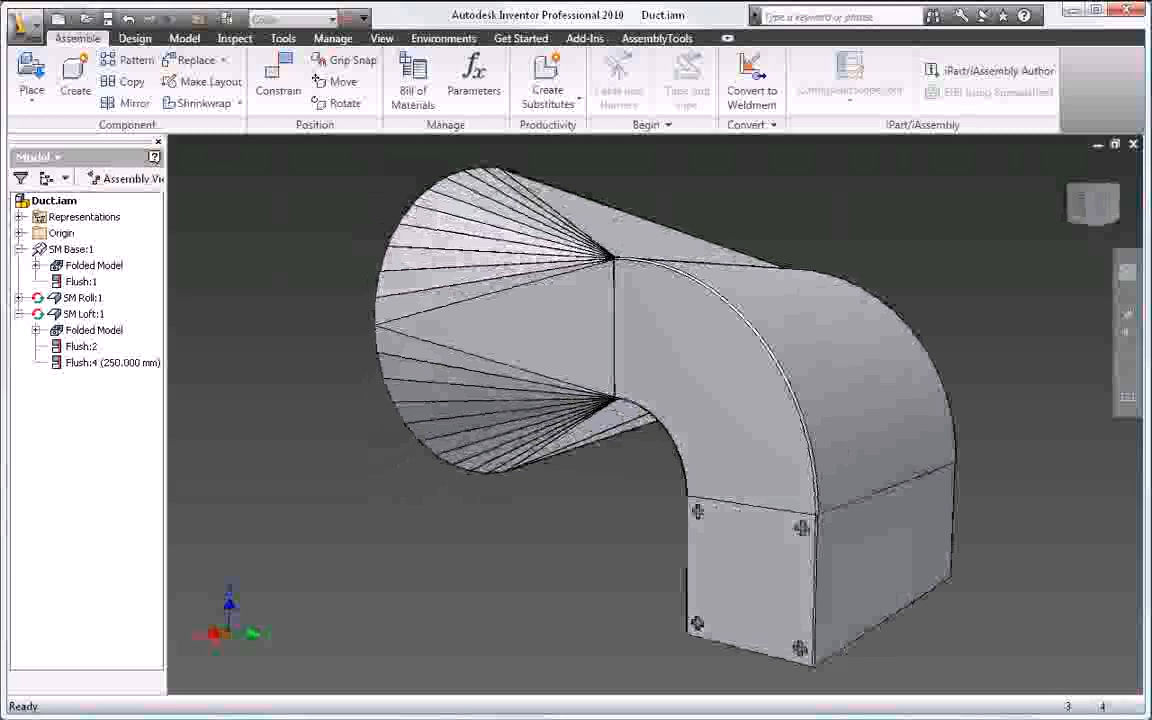 Autodesk Inventor Professional 2010 Duct.iam
Type a keyword or phrase
Assemble Design Model Inspect Tools Manage View Environments Get Started Add-Ins AssemblyTools
Place
Create
Pattern
Copy
Mirror
Replace
Make Layout
Shrinkwrap
Component
Constrain
Grip Snap
Move
Rotate
Position
Bill of
Materials
Parameters
Manage
Create
Substitutes
Productivity
Begin
Convert to
Weldment
Convert
iPart/iAssembly Author
iPart/iAssembly
Model
Assembly Vi
Duct.iam
Representations
Origin
SM Base:1
Folded Model
Flush:1
SM Roll:1
SM Loft:1
Folded Model
Flush:2
Flush:4 (250.000 mm)
Ready
3 4